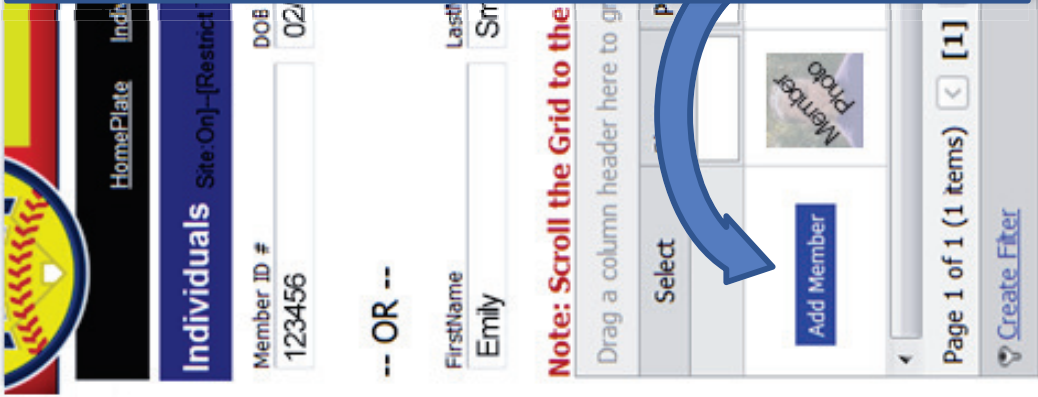 HomePlate
Individuals Site:On]--[Restrict
Member ID # DOB
123456 02/
--- OR ---
FirstName
Emily Sm
Note: Scroll the Grid to the
Drag a column header here to gr
Select
Add Member Member Photo
Page 1 of 1 (1 items) < [1]
Create Filter